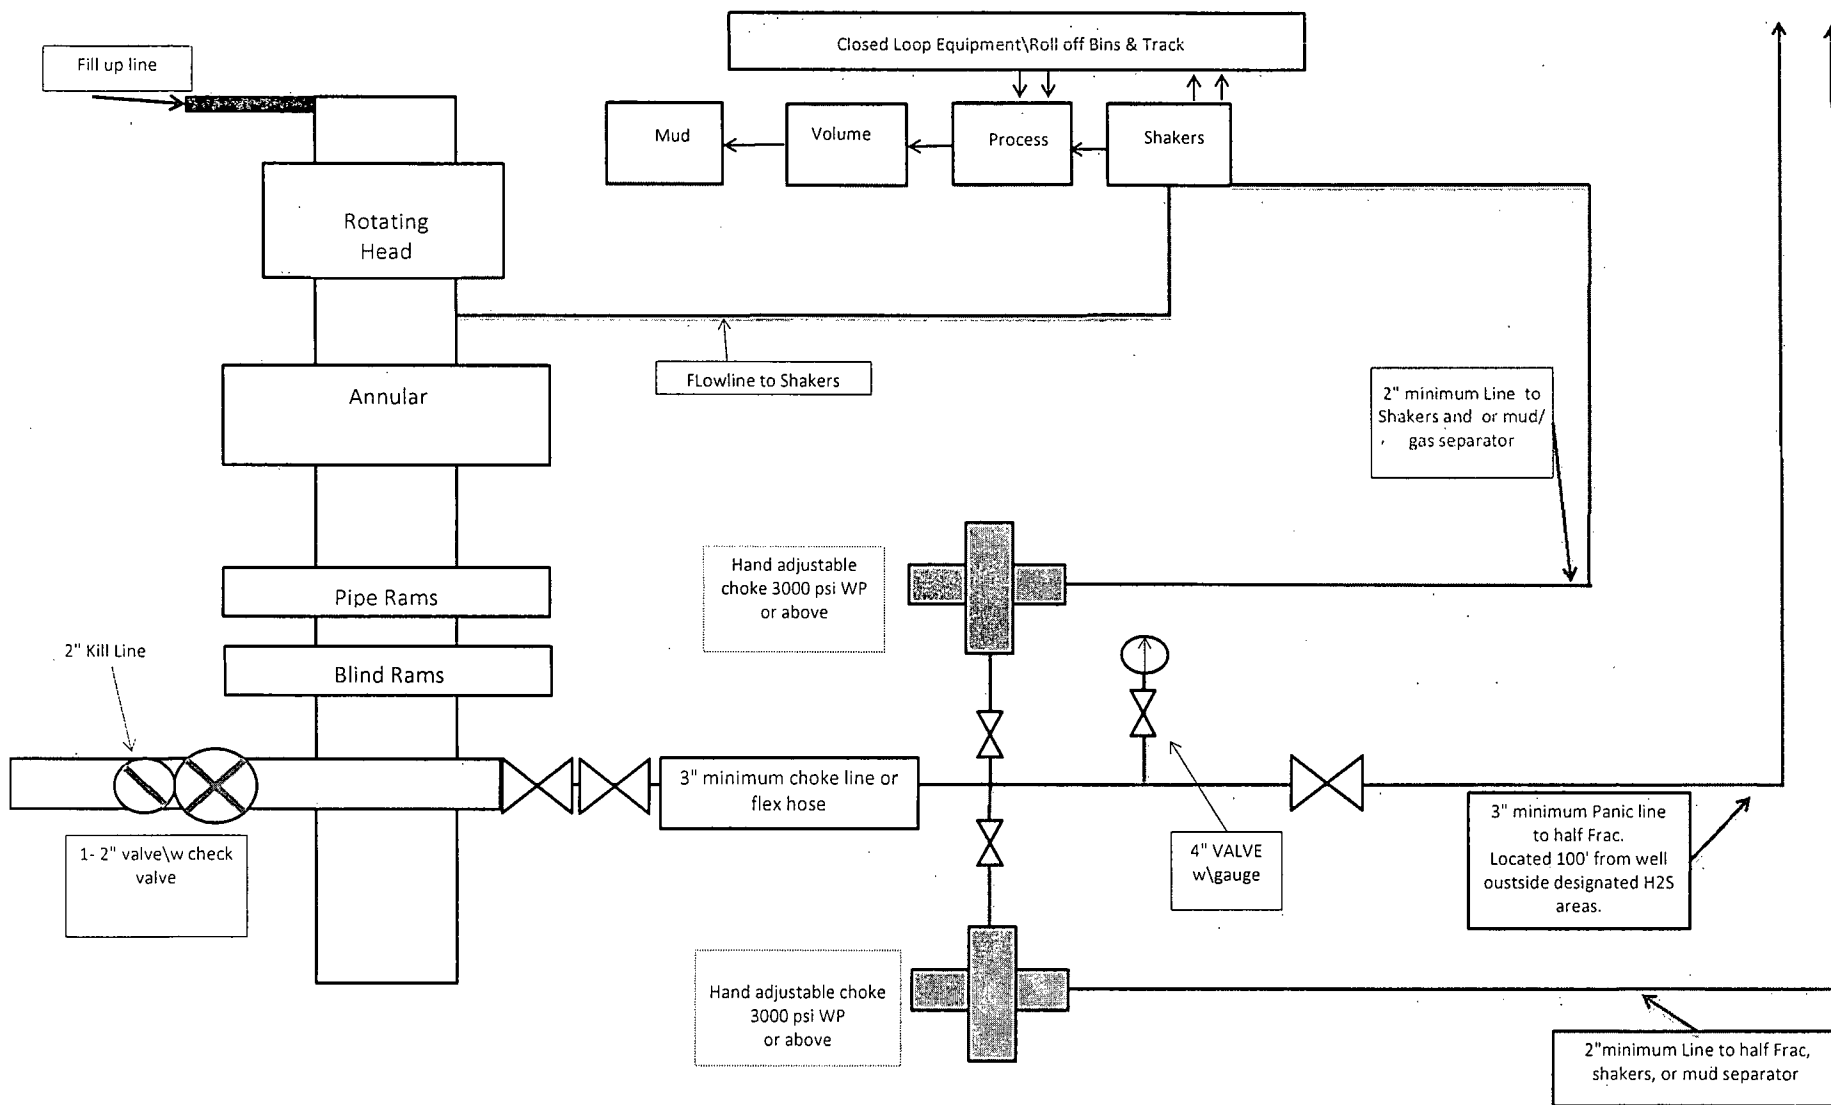 Closed Loop Equipment\Roll off Bins & Track
Fill up line
Mud
Volume
Process
Shakers
Rotating
Head
FLowline to Shakers
Annular
2" minimum Line to
Shakers and or mud/
gas separator
Hand adjustable
choke 3000 psi WP
or above
Pipe Rams
2" Kill Line
Blind Rams
3" minimum choke line or
flex hose
1- 2" valve\w check
valve
4" VALVE
w\gauge
3" minimum Panic line
to half Frac.
Located 100' from well
oustside designated H2S
areas.
Hand adjustable choke
3000 psi WP
or above
2"minimum Line to half Frac,
shakers, or mud separator